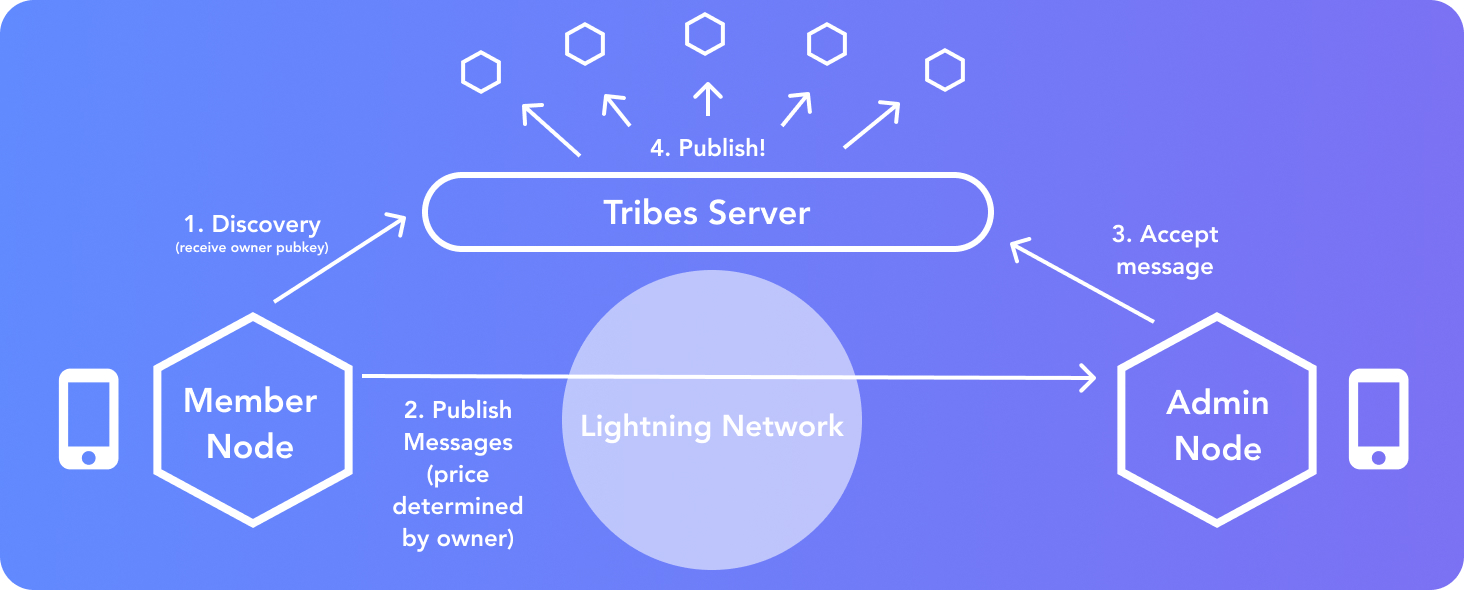 4. Publish!
Tribes Server
1. Discovery
(receive owner pubkey)
3. Accept
message
Member
Node
2. Publish
Messages
(price
determined
by owner)
Lightning Network
Admin
Node